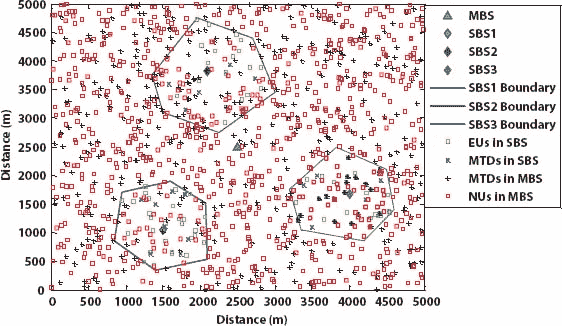 5000
4500
4000
3500
3000
2500
2000
1500
1000
500
0
Distance (m)
0 500 1000 1500 2000 2500 3000 3500 4000 4500 5000
Distance (m)
MBS
SBS1
SBS2
SBS3
SBS1 Boundary
SBS2 Boundary
SBS3 Boundary
EUs in SBS
MTDs in SBS
MTDs in MBS
NUs in MBS